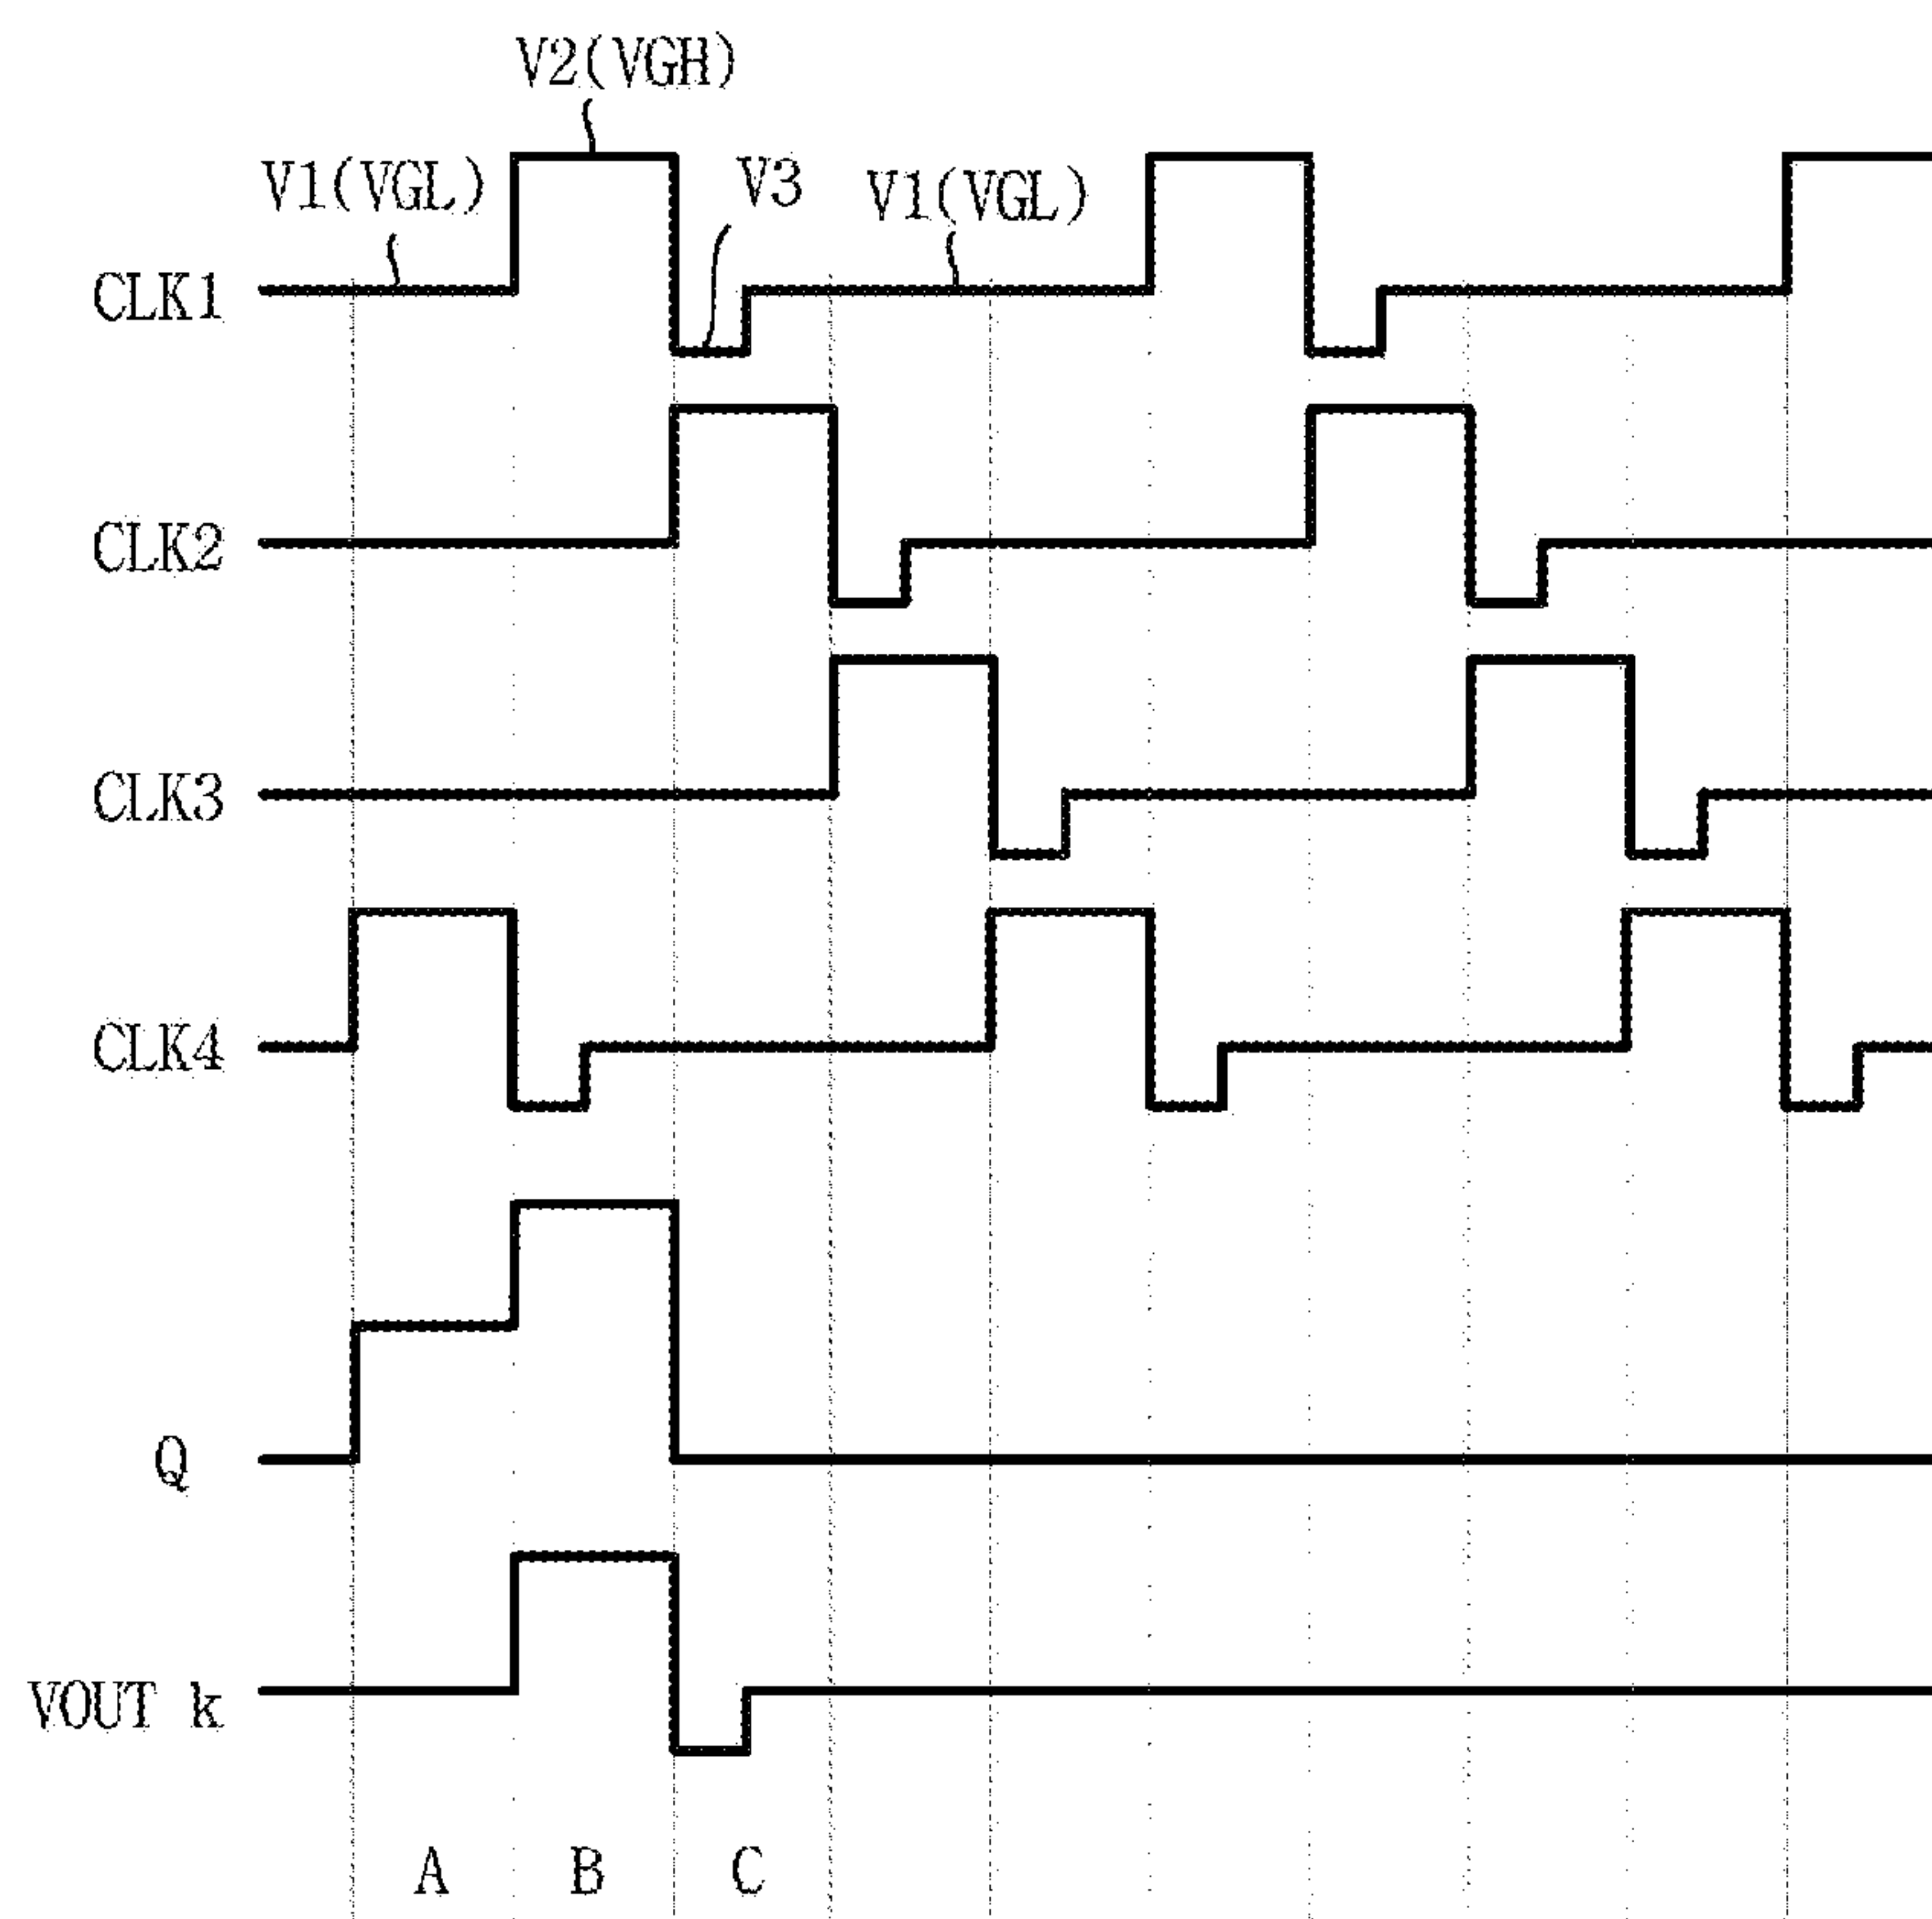 V2(VGH)
V1(VGL)
V3
V1(VGL)
CLK1
CLK2
CLK3
CLK4
Q
VOUT k
A B C